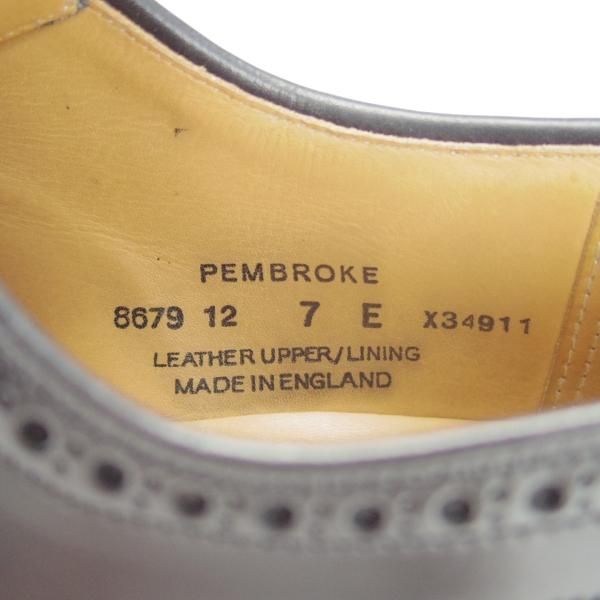 PEMBROKE
8679 12 7 E X34911
LEATHER UPPER/LINING
MADE IN ENGLAND